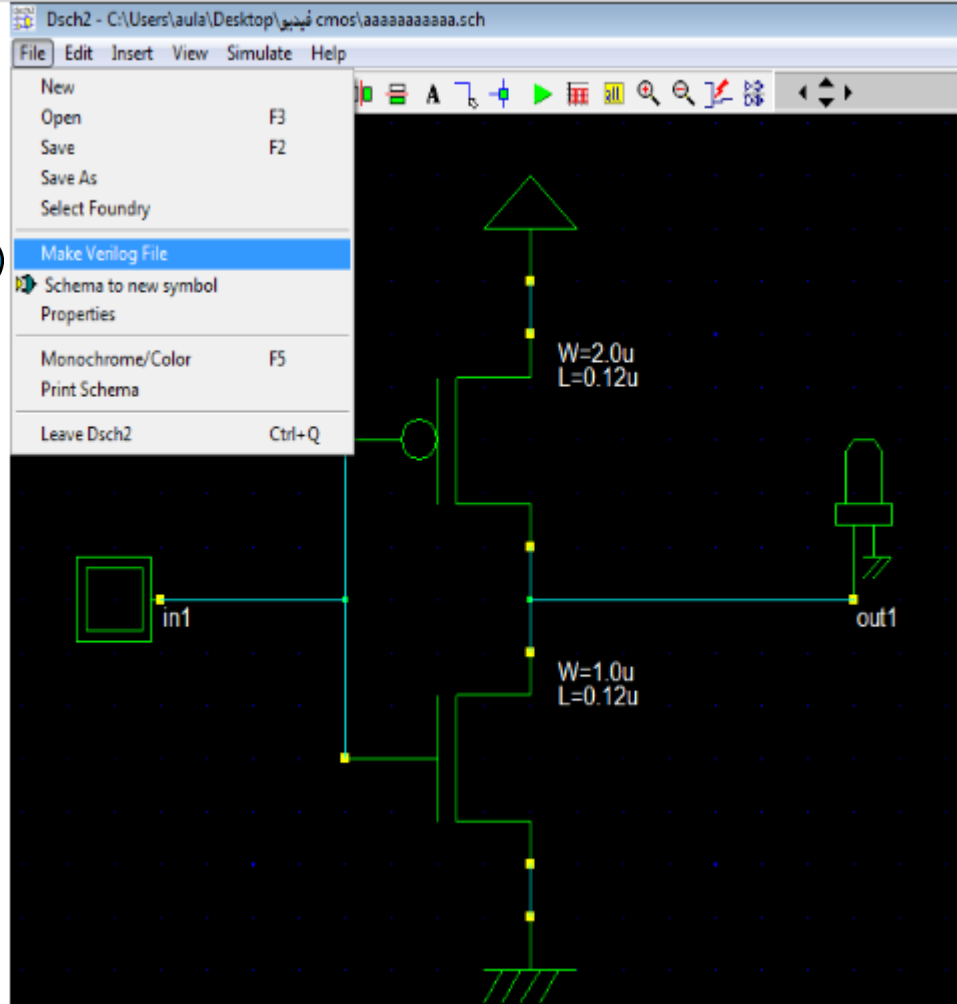 Dsch2 - C:\Users\aula\Desktop\فيديو cmos\aaaaaaaaaaa.sch
File Edit Insert View Simulate Help
New
Open F3
Save F2
Save As
Select Foundry
Make Verilog File
Schema to new symbol
Properties
Monochrome/Color F5
Print Schema
Leave Dsch2 Ctrl+Q
A
)
W=2.0u
L=0.12u
in1
out1
W=1.0u
L=0.12u